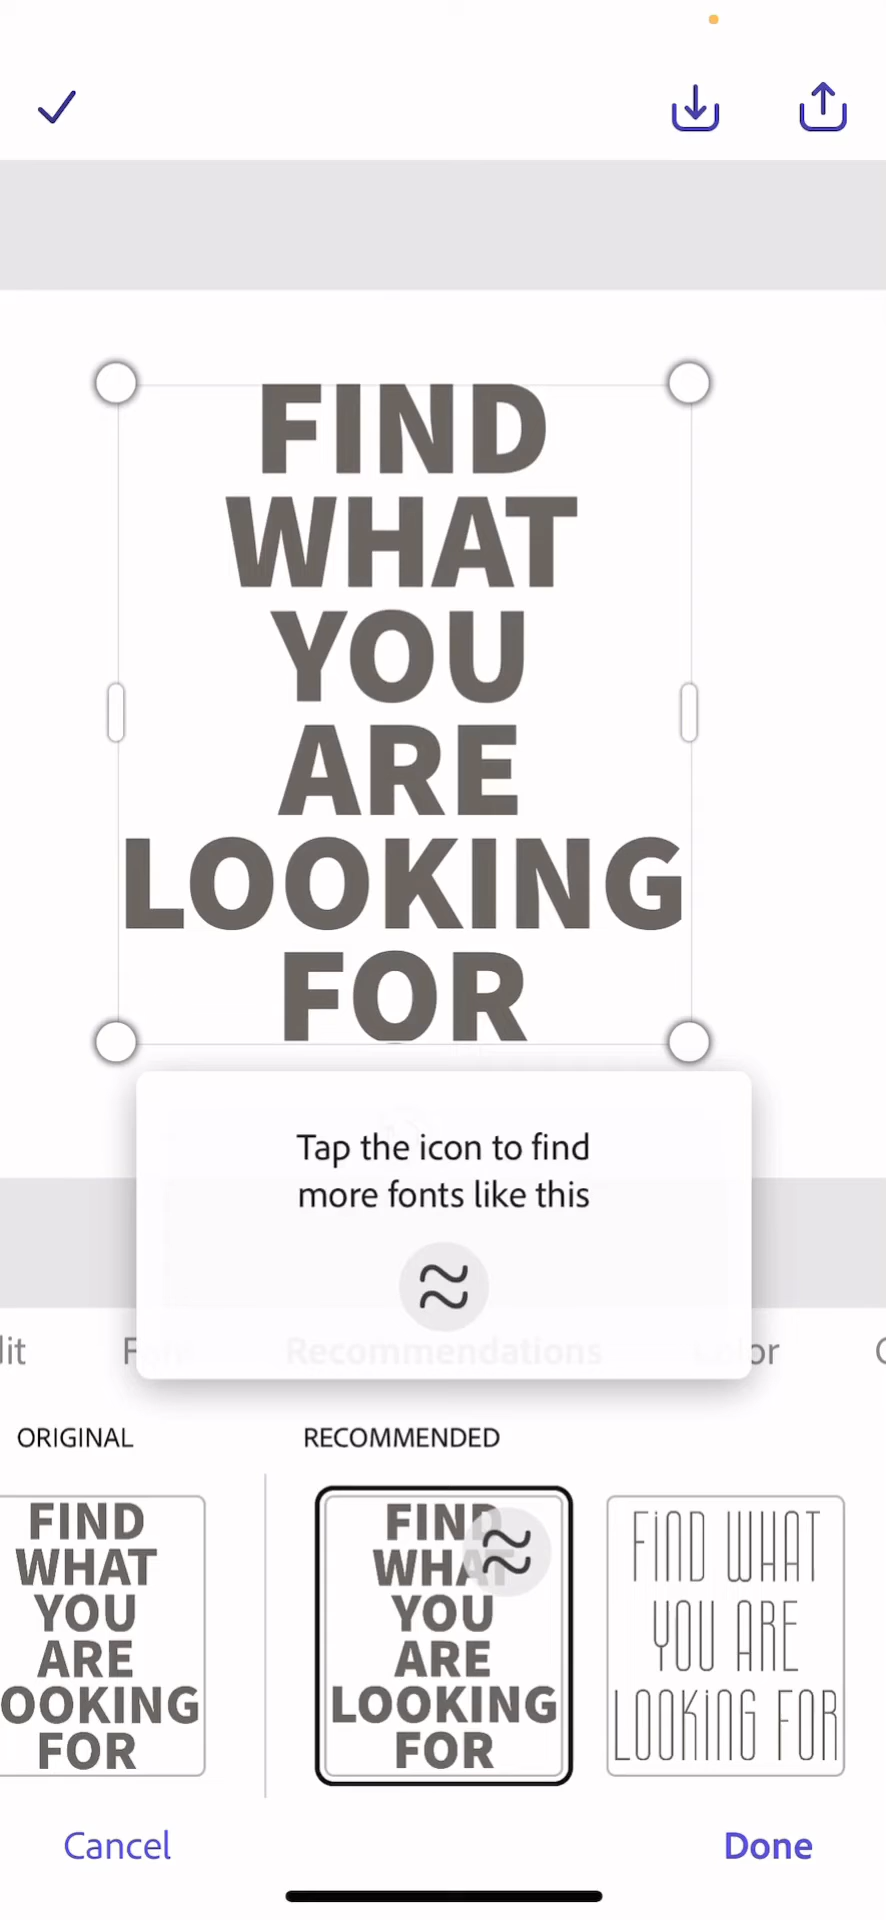 FIND
WHAT
YOU
ARE
LOOKING
FOR
Tap the icon to find
more fonts like this
Recommendations
ORIGINAL
RECOMMENDED
FIND
WHAT
YOU
ARE
OOKING
FOR
FIND
WHAT
YOU
ARE
LOOKING
FOR
FiND WHAT
YOU ARE
LOOKiNG FOR
Cancel
Done